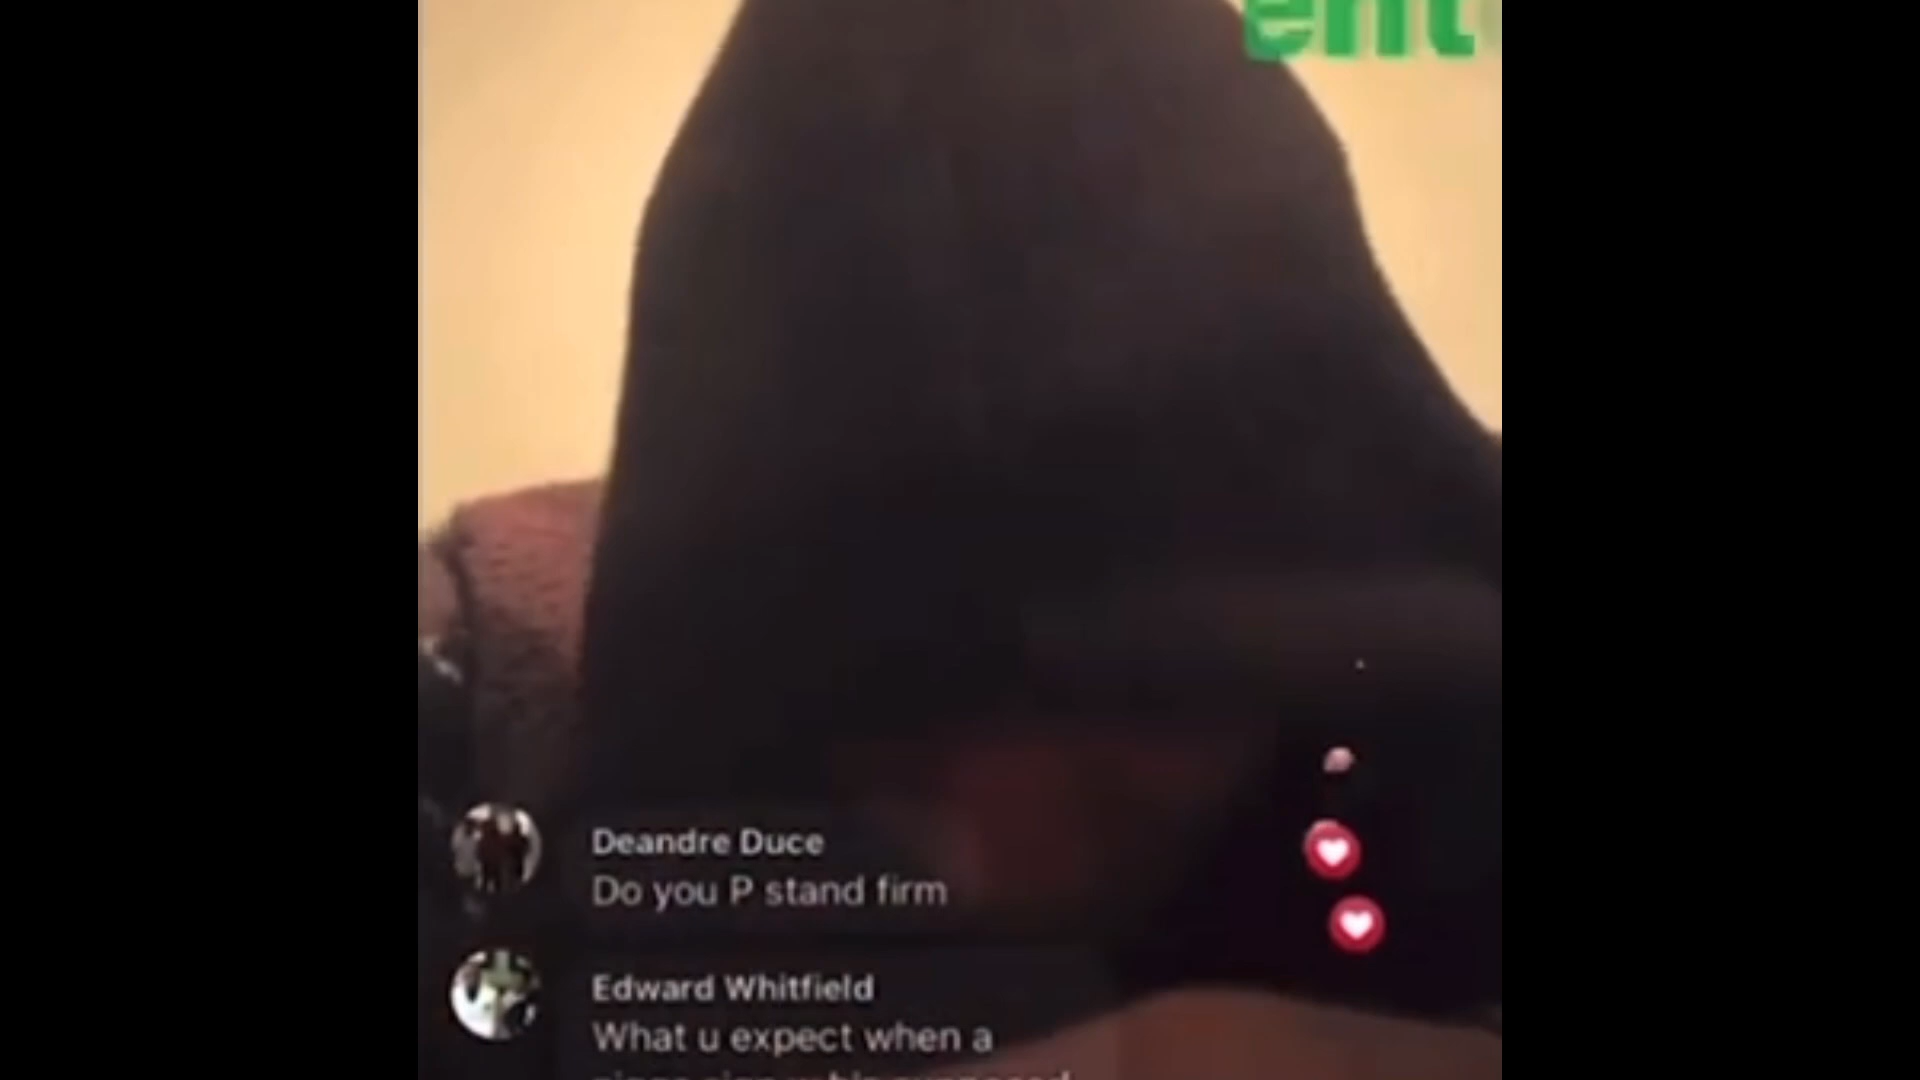 ent
Deandre Duce
Do you P stand firm
Edward Whitfield
What u expect when a